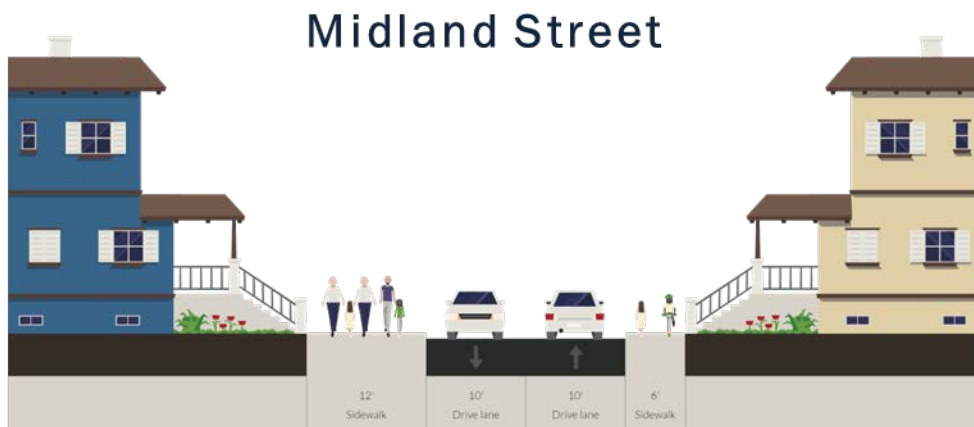 Midland Street
12'
Sidewalk
10'
Drive lane
10'
Drive lane
6'
Sidewalk